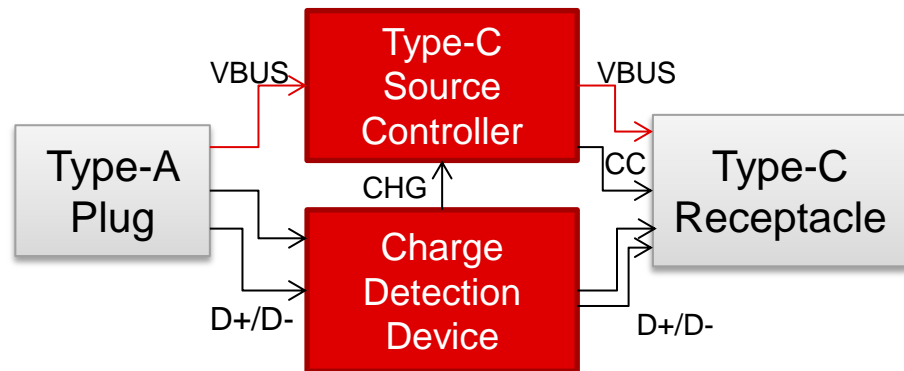 VBUS
Type-C
Source
Controller
VBUS
Type-A
Plug
CHG
CC
Type-C
Receptacle
Charge
Detection
Device
D+/D-
D+/D-